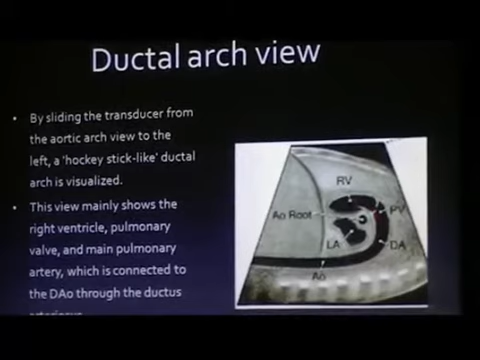 Ductal arch view
• By sliding the transducer from
the aortic arch view to the
left, a 'hockey stick-like' ductal
arch is visualized.
• This view mainly shows the
right ventricle, pulmonary
valve, and main pulmonary
artery, which is connected to
the DAo through the ductus
RV
Ao Root
PV
LA
DA
Ao